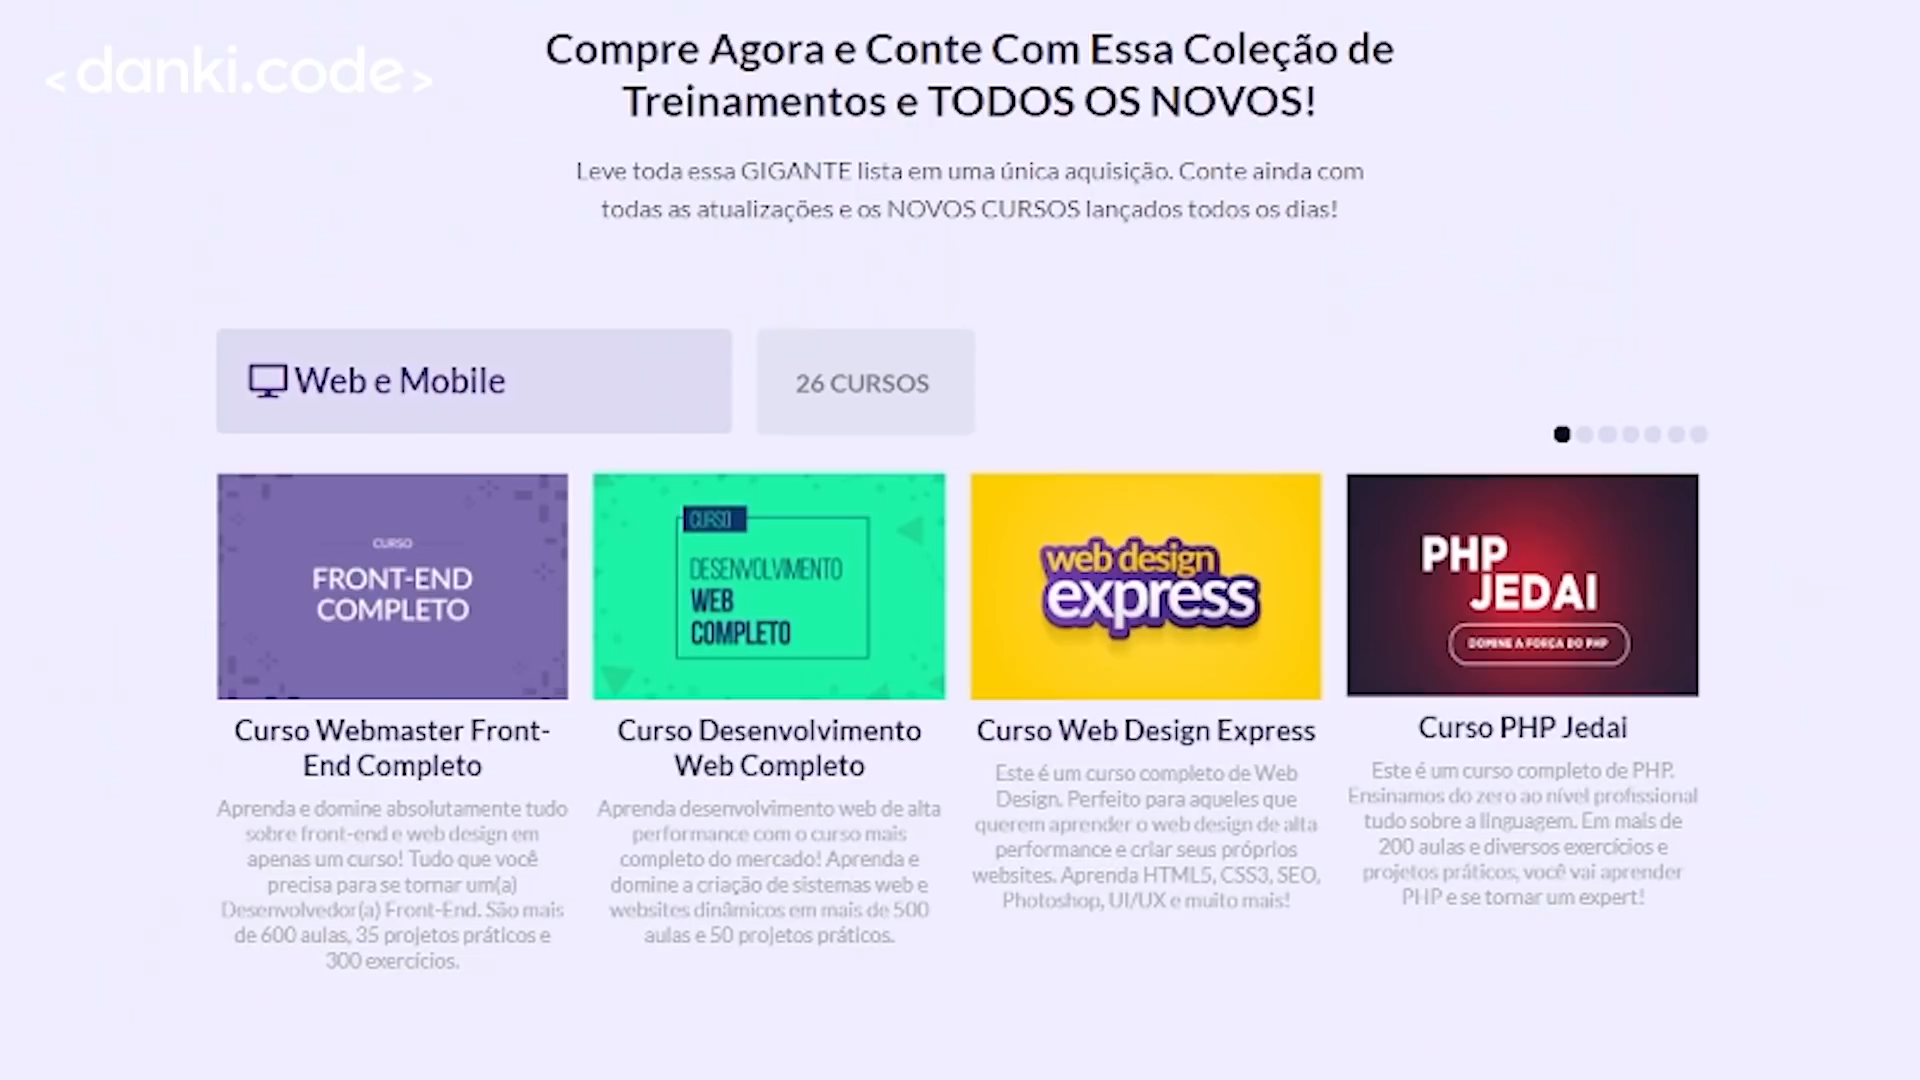 <danki.code>
Compre Agora e Conte Com Essa Coleção de
Treinamentos e TODOS OS NOVOS!
Leve toda essa GIGANTE lista em uma única aquisição. Conte ainda com
todas as atualizações e os NOVOS CURSOS lançados todos os dias!
Web e Mobile
26 CURSOS
CURSO
FRONT-END
COMPLETO
CURSO
DESENVOLVIMENTO
WEB
COMPLETO
web design
express
PHP
JEDAI
DOMINE A FORÇA DO PHP
Curso Webmaster Front-
End Completo
Aprenda e domine absolutamente tudo
sobre front-end e web design em
apenas um curso! Tudo que você
precisa para se tornar um(a)
Desenvolvedor(a) Front-End. São mais
de 600 aulas, 35 projetos práticos e
300 exercícios.
Curso Desenvolvimento
Web Completo
Aprenda desenvolvimento web de alta
performance com o curso mais
completo do mercado! Aprenda e
domine a criação de sistemas web e
websites dinâmicos em mais de 500
aulas e 50 projetos práticos.
Curso Web Design Express
Este é um curso completo de Web
Design. Perfeito para aqueles que
querem aprender o web design de alta
performance e criar seus próprios
websites. Aprenda HTML5, CSS3, SEO,
Photoshop, UI/UX e muito mais!
Curso PHP Jedai
Este é um curso completo de PHP.
Ensinamos do zero ao nível profissional
tudo sobre a linguagem. Em mais de
200 aulas e diversos exercícios e
projetos práticos, você vai aprender
PHP e se tornar um expert!